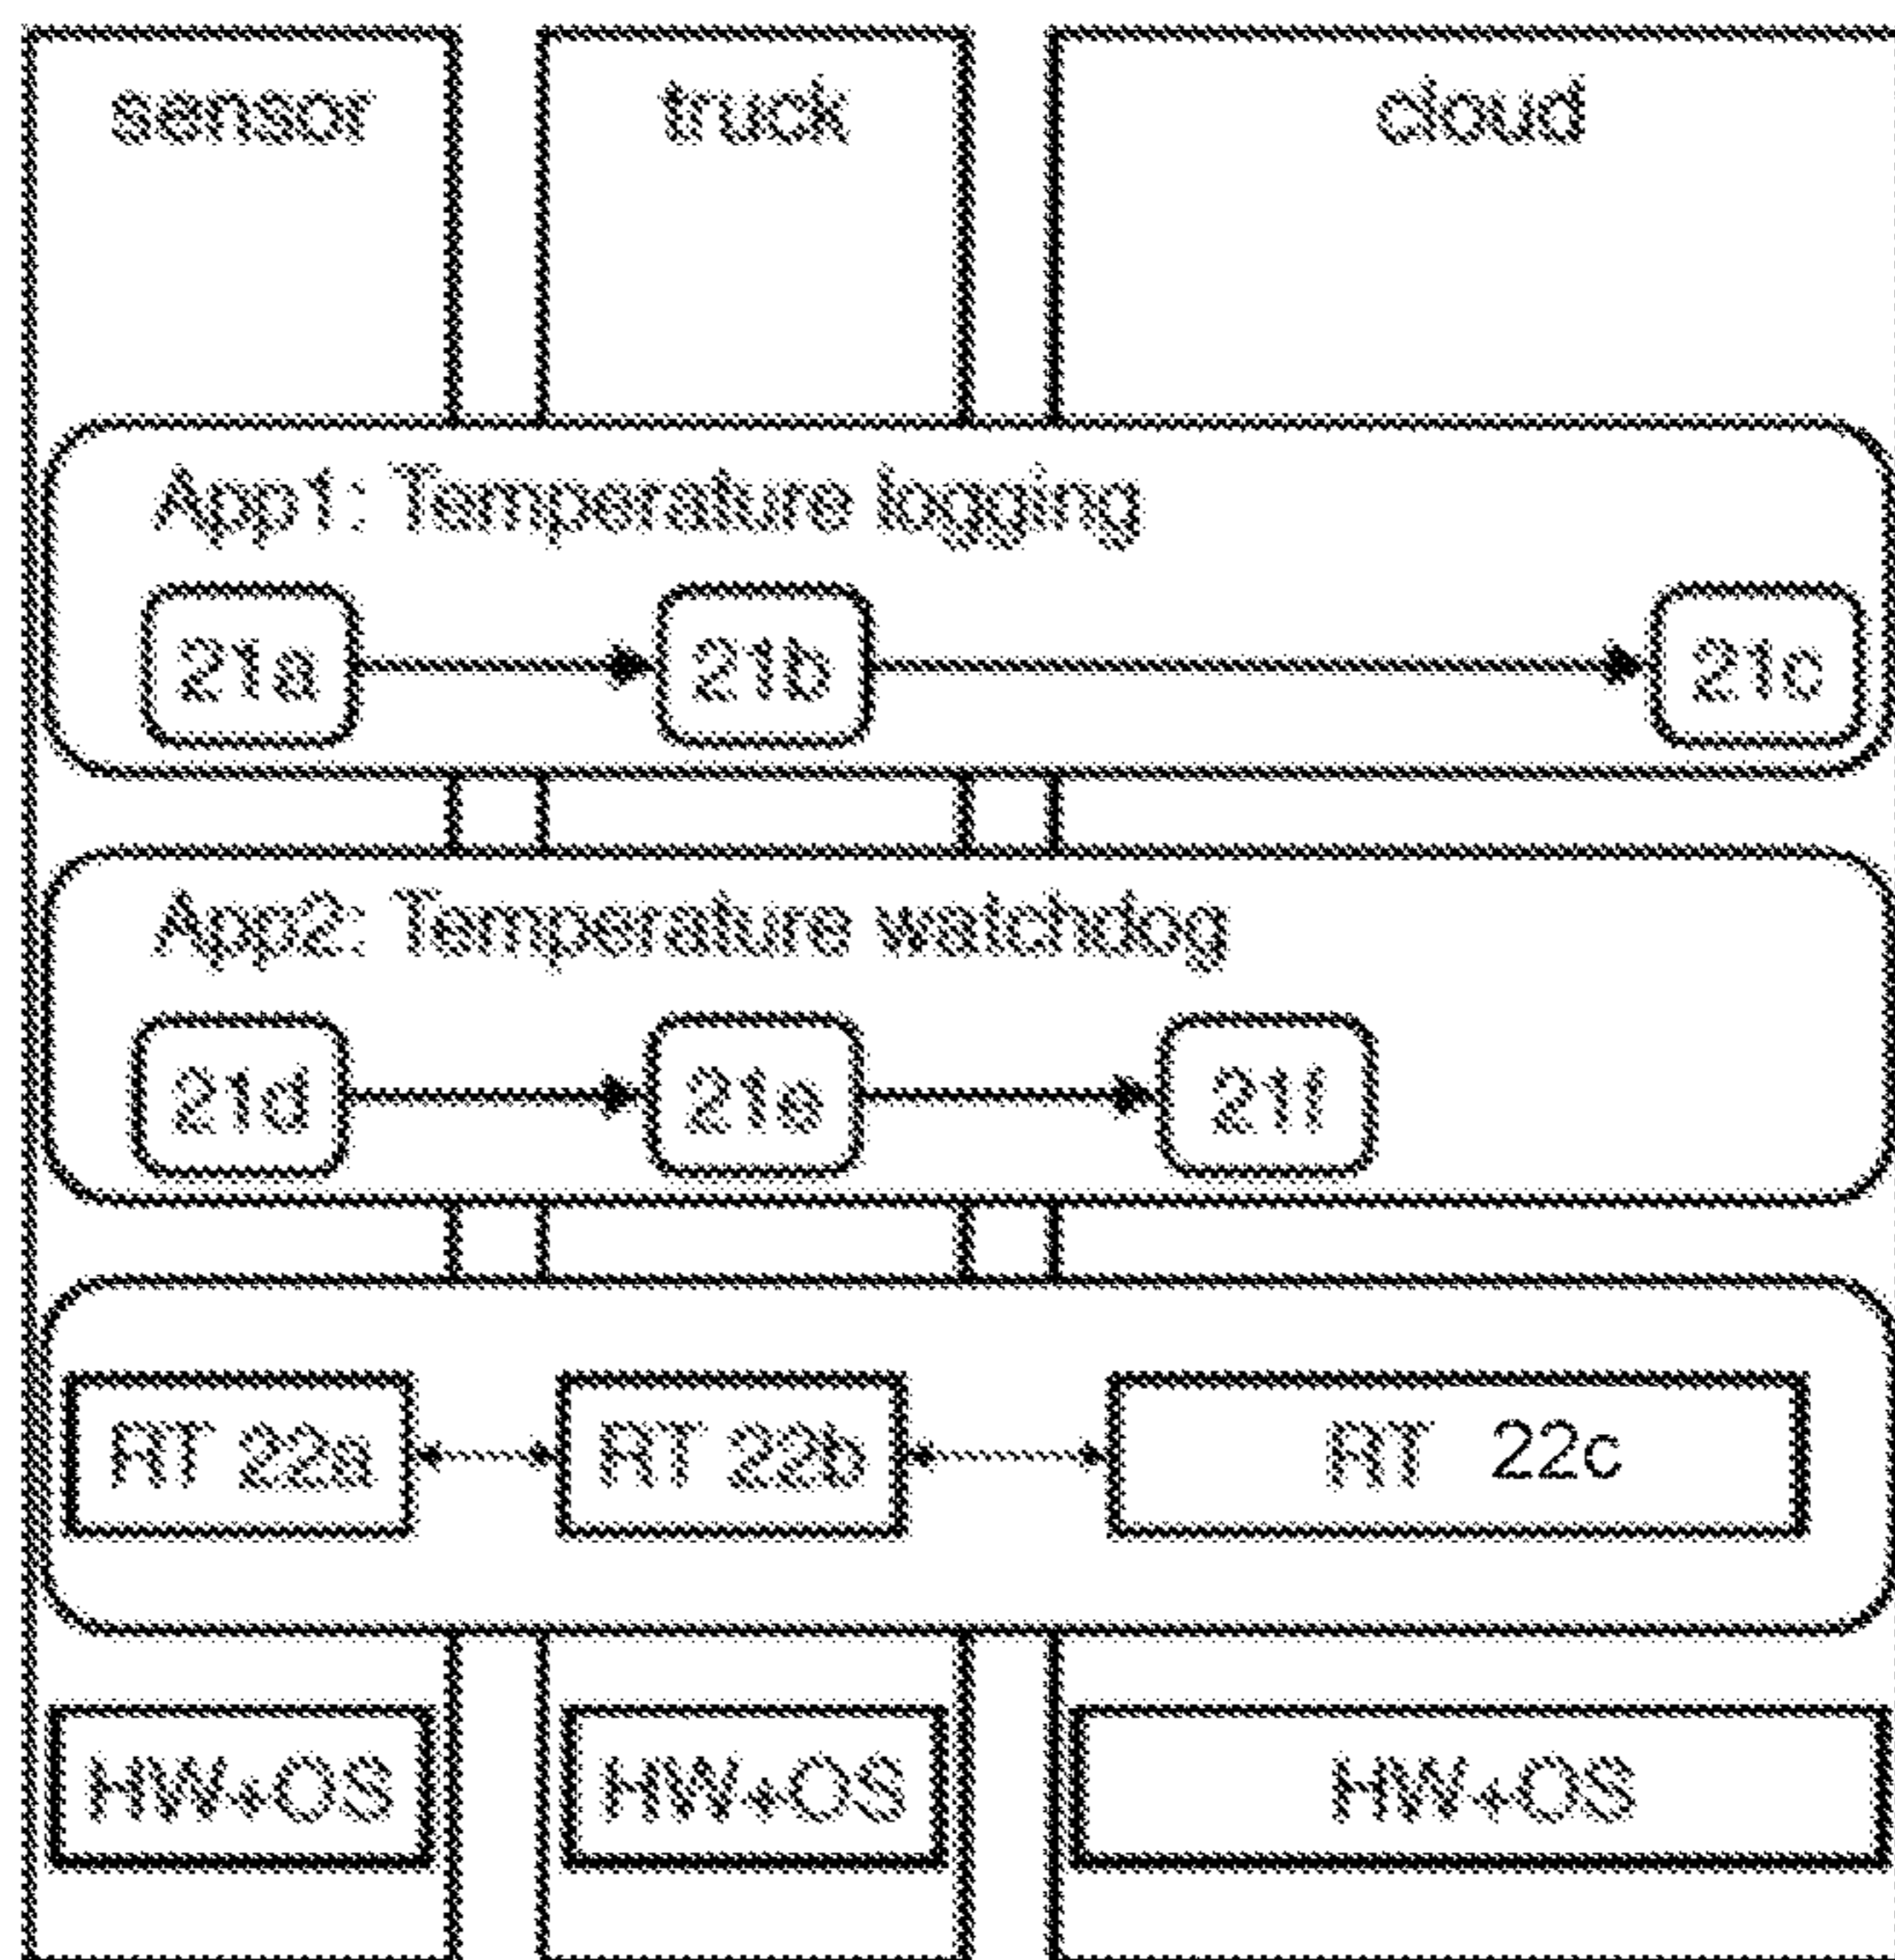 sensor truck cloud
App1: Temperature logging
21a 21b 21c
App2: Temperature watchdog
21d 21e 21f
RT 22a RT 22b RT 22c
HW+OS HW+OS HW+OS